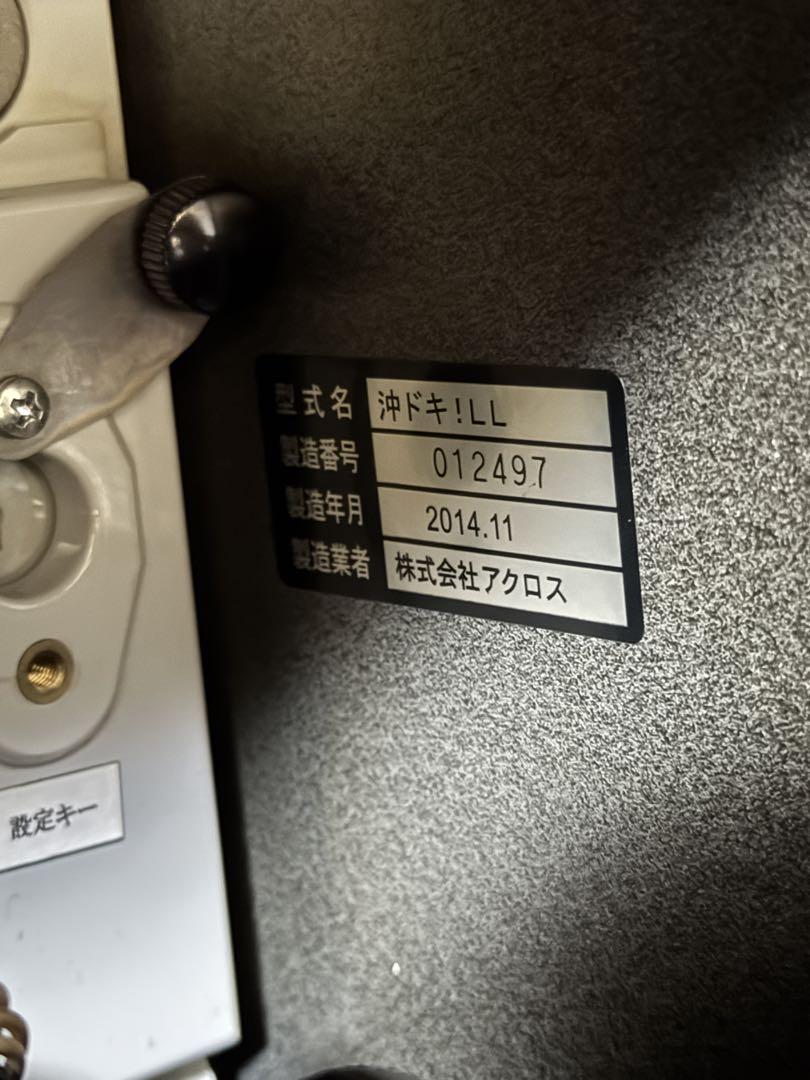 型式名 沖ドキ!LL
製造番号 012497
製造年月 2014.11
製造業者 株式会社アクロス
設定キー